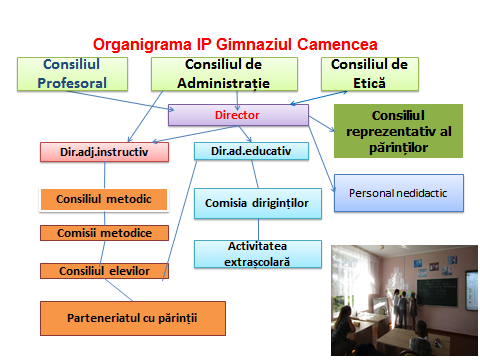 Organigrama IP Gimnaziul Camencea
Consiliul
Profesoral
Consiliul de
Administrație
Consiliul de
Etică
Director
Consiliul
reprezentativ al
părinților
Dir.adj.instructiv
Dir.ad.educativ
Consiliul metodic
Comisia diriginților
Personal nedidactic
Comisii metodice
Activitatea
extrașcolară
Consiliul elevilor
Parteneriatul cu părinții